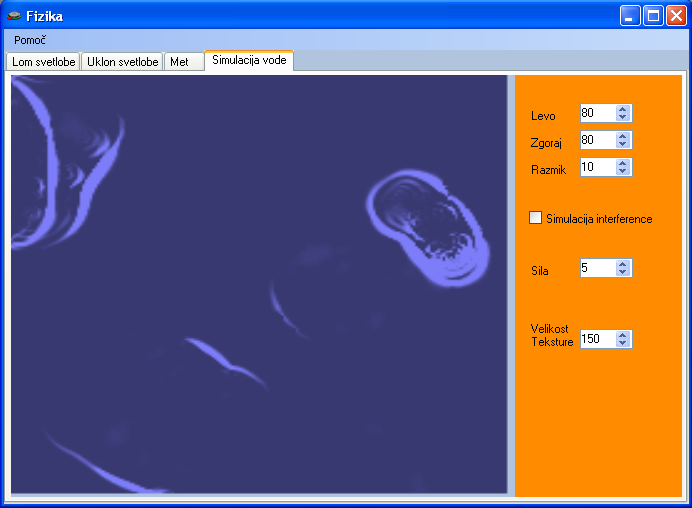 Fizika
Pomoč
Lom svetlobe Uklon svetlobe Met Simulacija vode
Levo 80
Zgoraj 80
Razmik 10
Simulacija interference
Sila 5
Velikost
Teksture 150